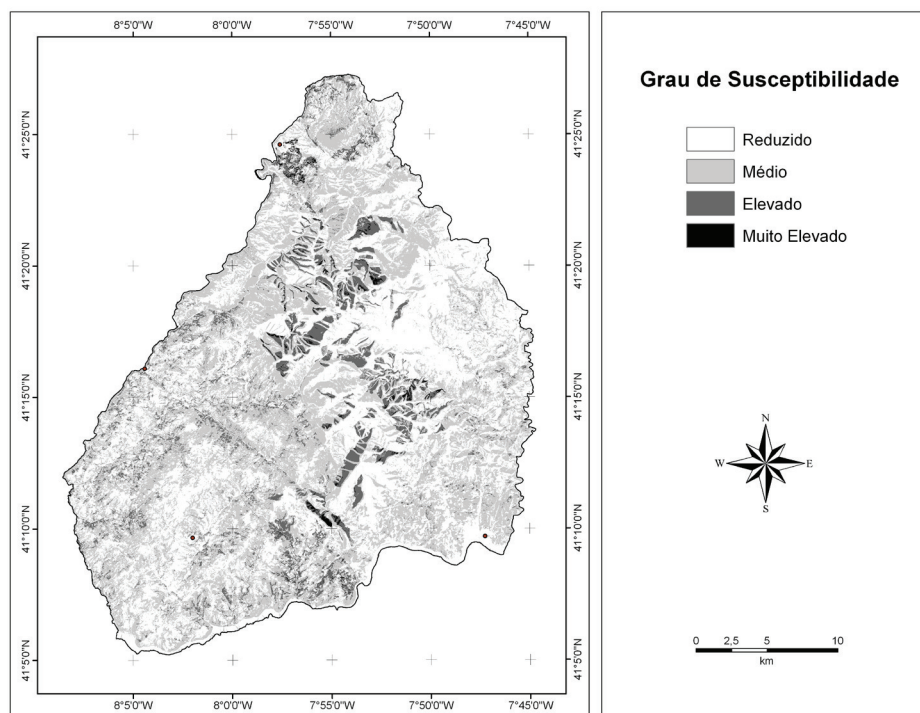 8°5'0"W 8°0'0"W 7°55'0"W 7°50'0"W 7°45'0"W
41°25'0"N 41°25'0"N
41°20'0"N 41°20'0"N
41°15'0"N 41°15'0"N
41°10'0"N 41°10'0"N
41°5'0"N 41°5'0"N
8°5'0"W 8°0'0"W 7°55'0"W 7°50'0"W 7°45'0"W
Grau de Susceptibilidade
Reduzido
Médio
Elevado
Muito Elevado
N
W E
S
0 2,5 5 10
km